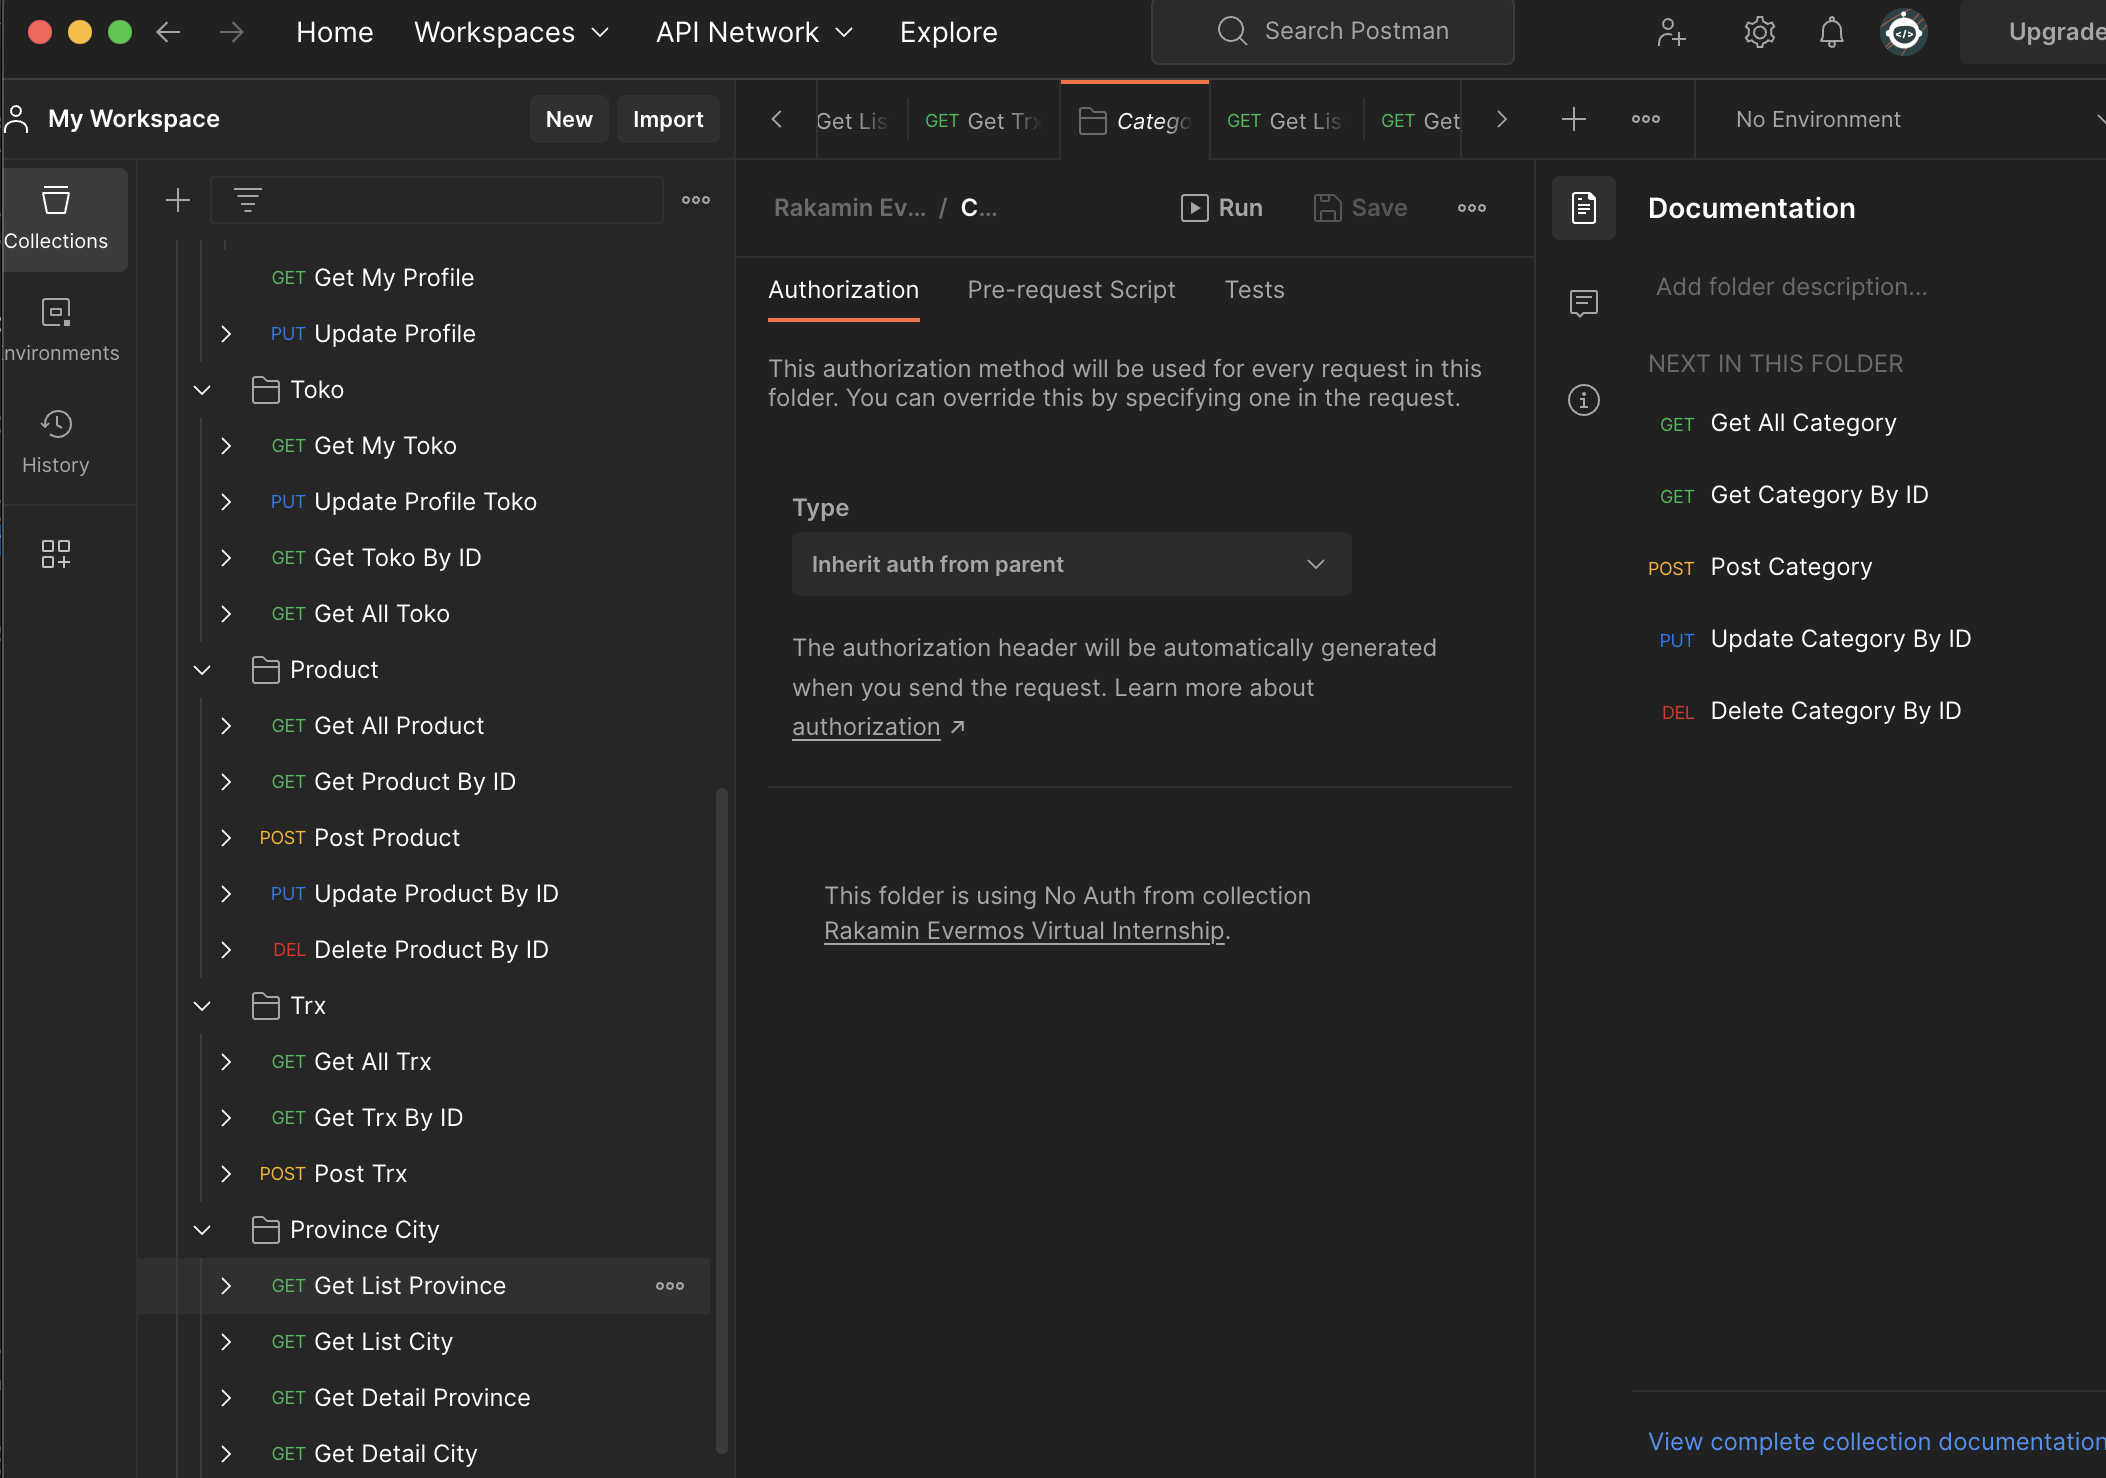 Home Workspaces API Network Explore Search Postman Upgrade
My Workspace New Import
Get Lis GET Get Trx Catego GET Get Lis GET Get No Environment
Collections
nvironments
History
GET Get My Profile
PUT Update Profile
Toko
GET Get My Toko
PUT Update Profile Toko
GET Get Toko By ID
GET Get All Toko
Product
GET Get All Product
GET Get Product By ID
POST Post Product
PUT Update Product By ID
DEL Delete Product By ID
Trx
GET Get All Trx
GET Get Trx By ID
POST Post Trx
Province City
GET Get List Province
GET Get List City
GET Get Detail Province
GET Get Detail City
Rakamin Ev... / C... Run Save
Authorization Pre-request Script Tests
This authorization method will be used for every request in this
folder. You can override this by specifying one in the request.
Type
Inherit auth from parent
The authorization header will be automatically generated
when you send the request. Learn more about
authorization ↗
This folder is using No Auth from collection
Rakamin Evermos Virtual Internship.
Documentation
Add folder description...
NEXT IN THIS FOLDER
GET Get All Category
GET Get Category By ID
POST Post Category
PUT Update Category By ID
DEL Delete Category By ID
View complete collection documentation